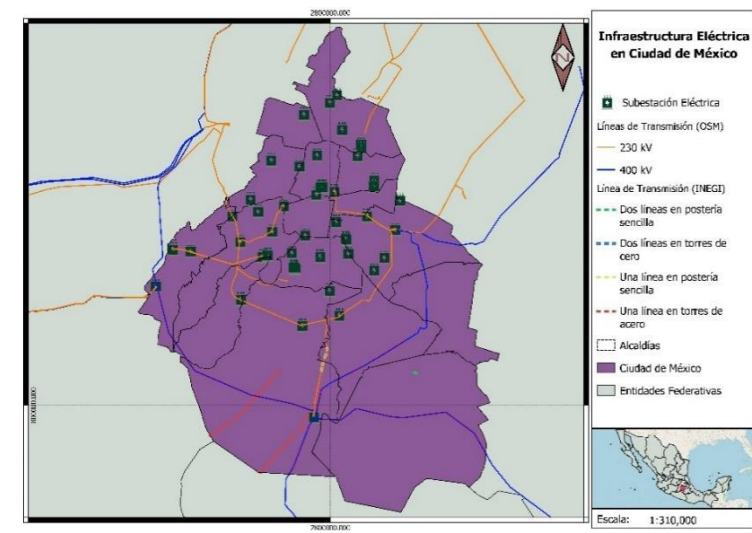 2800000.000
Infraestructura Eléctrica
en Ciudad de México
Subestación Eléctrica
Líneas de Transmisión (OSM)
230 kV
400 kV
Línea de Transmisión (INEGI)
Dos líneas en postería
sencilla
Dos líneas en torres de
cero
Una línea en postería
sencilla
Una línea en torres de
acero
Alcaldías
Ciudad de México
Entidades Federativas
Escala: 1:310,000
2800000.000